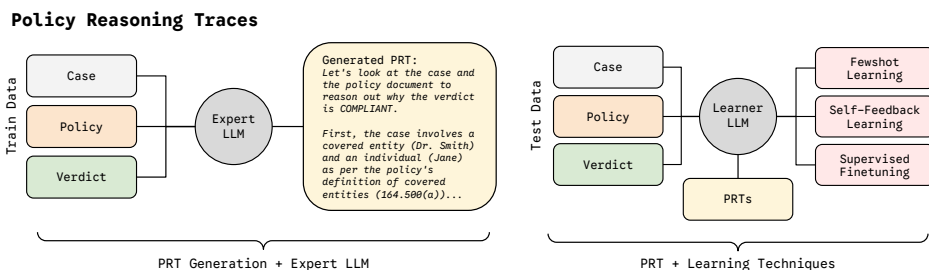 Policy Reasoning Traces
Train Data
Case
Policy
Verdict
Expert
LLM
Generated PRT:
Let's look at the case and
the policy document to
reason out why the verdict
is COMPLIANT.
First, the case involves a
covered entity (Dr. Smith)
and an individual (Jane)
as per the policy's
definition of covered
entities (164.500(a))...
PRT Generation + Expert LLM
Test Data
Case
Policy
Verdict
Learner
LLM
PRTs
Fewshot
Learning
Self-Feedback
Learning
Supervised
Finetuning
PRT + Learning Techniques